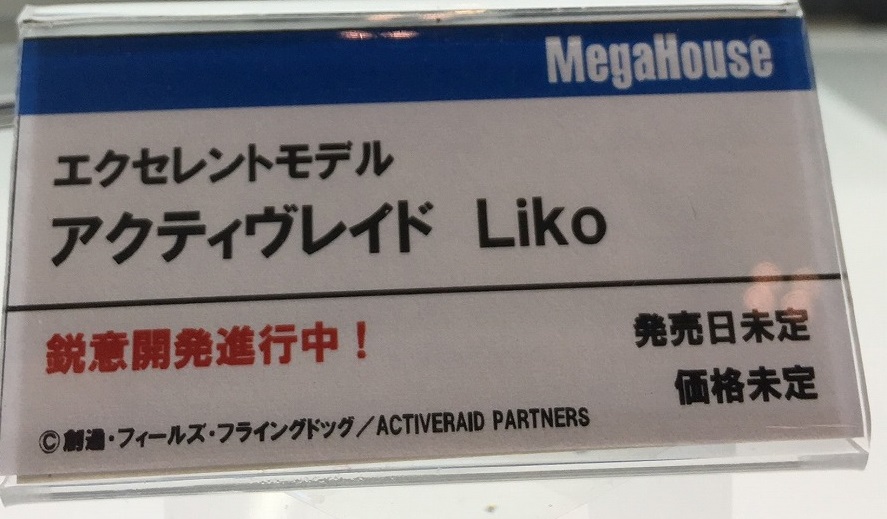 MegaHouse
エクセレントモデル
アクティヴレイド Liko
鋭意開発進行中！
発売日未定
価格未定
©創通・フィールズ・フライングドッグ／ACTIVERAID PARTNERS